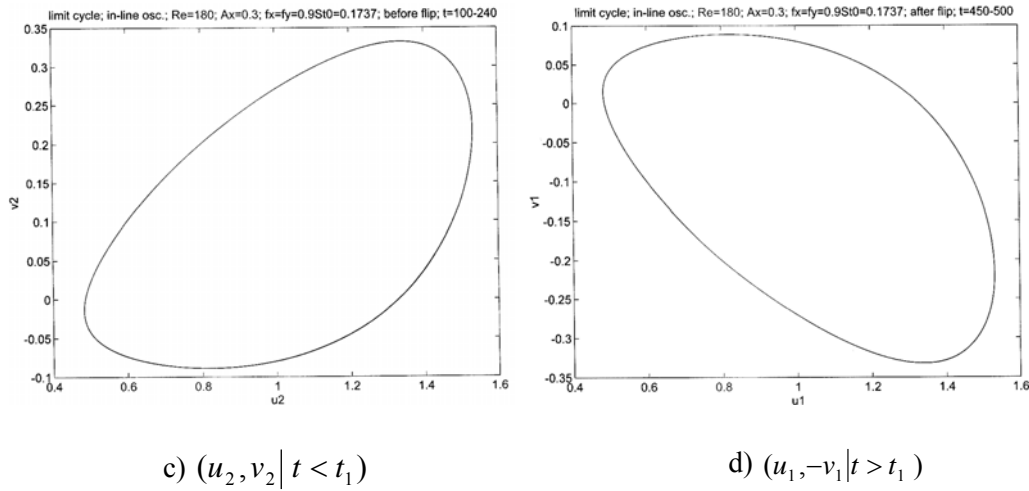 limit cycle; in-line osc.; Re=180; Ax=0.3; fx=fy=0.9St0=0.1737; before flip; t=100-240
0.35
0.3
0.25
0.2
0.15
0.1
0.05
0
-0.05
-0.1
v2
0.4 0.6 0.8 1 1.2 1.4 1.6
u2
limit cycle; in-line osc.; Re=180; Ax=0.3; fx=fy=0.9St0=0.1737; after flip; t=450-500
0.1
0.05
0
-0.05
-0.1
-0.15
-0.2
-0.25
-0.3
-0.35
v1
0.4 0.6 0.8 1 1.2 1.4 1.6
u1
c) (u₂,v₂| t < t₁)
d) (u₁,-v₁|t > t₁ )